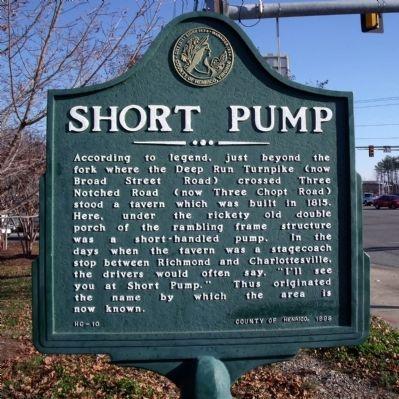 SHORT PUMP
According to legend, just beyond the
fork where the Deep Run Turnpike (now
Broad Street Road) crossed Three
Notched Road (now Three Chopt Road)
stood a tavern which was built in 1815.
Here, under the rickety old double
porch of the rambling frame structure
was a short-handled pump. In the
days when the tavern was a stagecoach
stop between Richmond and Charlottesville,
the drivers would often say, "I'll see
you at Short Pump." Thus originated
the name by which the area is
now known.
HC-10 COUNTY OF HENRICO, 1996